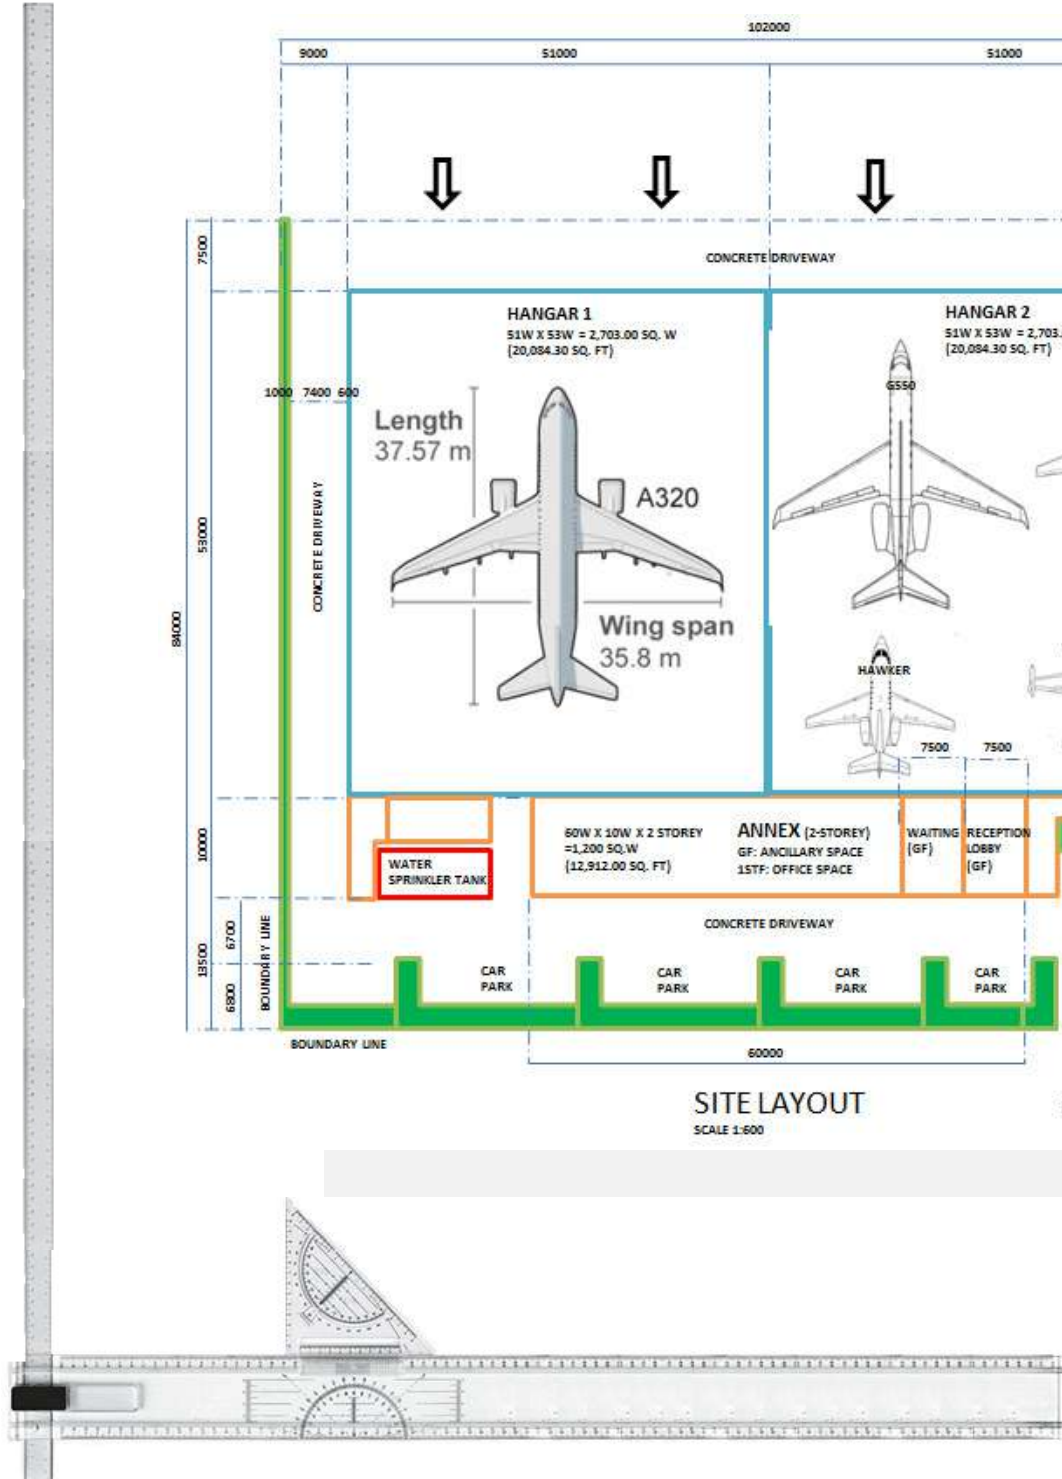 102000
9000
51000
51000
7500
CONCRETE DRIVEWAY
HANGAR 1
51W X 53W = 2,703.00 SQ. W
(20,084.30 SQ. FT)
HANGAR 2
51W X 53W = 2,703.
(20,084.30 SQ. FT)
G550
1000 7400 600
Length
37.57 m
A320
CONCRETE DRIVEWAY
53000
84000
Wing span
35.8 m
HAWKER
7500
7500
10000
WATER
SPRINKLER TANK
60W X 10W X 2 STOREY
=1,200 SQ.W
(12,912.00 SQ. FT)
ANNEX (2-STOREY)
GF: ANCILLARY SPACE
1STF: OFFICE SPACE
WAITING
(GF)
RECEPTION
LOBBY
(GF)
CONCRETE DRIVEWAY
13500
6700
6800
BOUNDARY LINE
CAR
PARK
CAR
PARK
CAR
PARK
CAR
PARK
BOUNDARY LINE
60000
SITE LAYOUT
SCALE 1:600